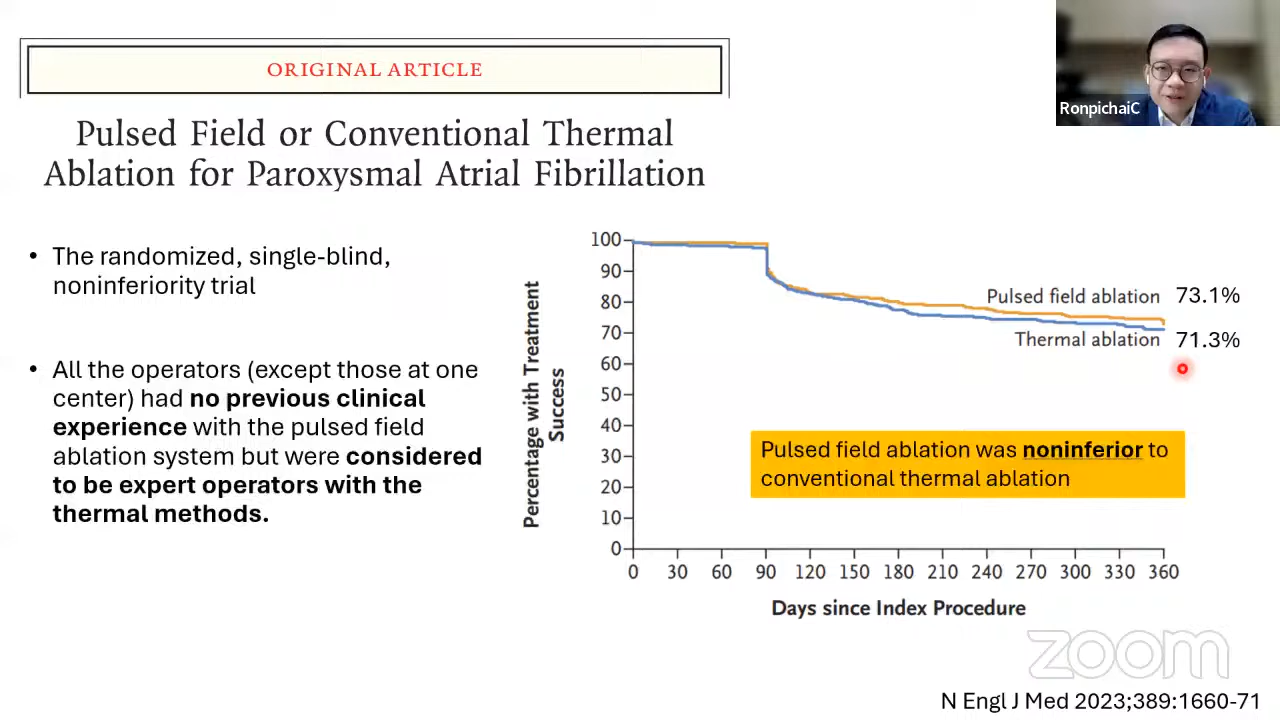 ORIGINAL ARTICLE
RonpichaiC
Pulsed Field or Conventional Thermal
Ablation for Paroxysmal Atrial Fibrillation
• The randomized, single-blind,
noninferiority trial
• All the operators (except those at one
center) had no previous clinical
experience with the pulsed field
ablation system but were considered
to be expert operators with the
thermal methods.
Percentage with Treatment
Success
100
90
80
70
60
50
40
30
20
10
0
Pulsed field ablation 73.1%
Thermal ablation 71.3%
Pulsed field ablation was noninferior to
conventional thermal ablation
0 30 60 90 120 150 180 210 240 270 300 330 360
Days since Index Procedure
zoom
N Engl J Med 2023;389:1660-71